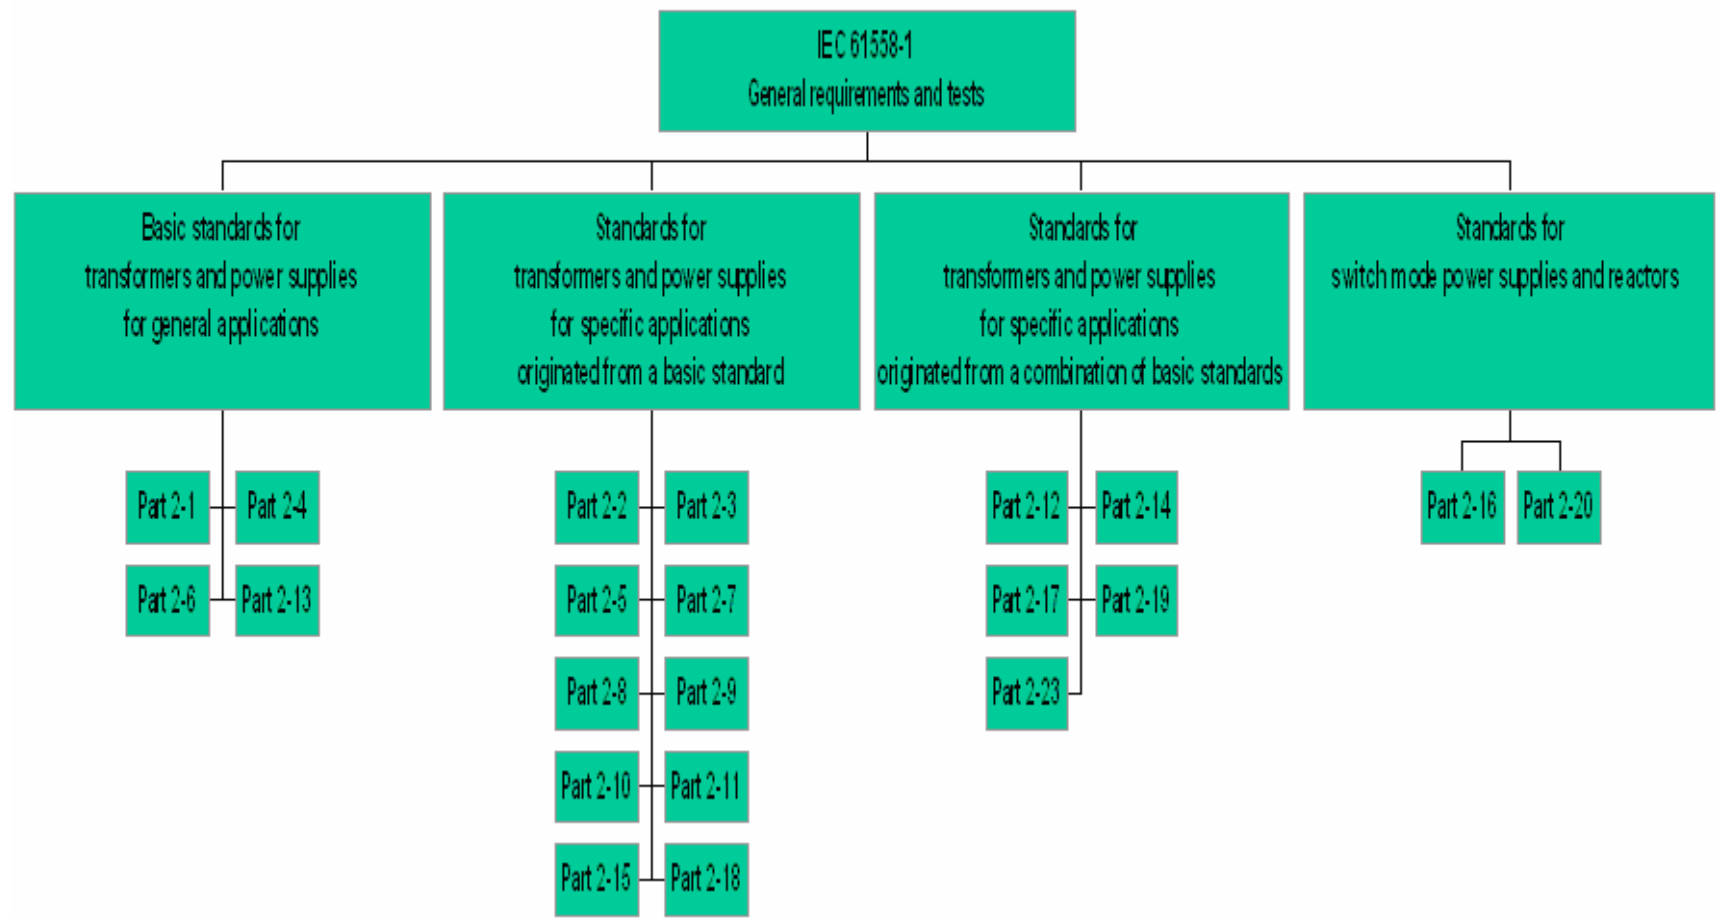 IEC 61558-1
General requirements and tests
Basic standards for
transformers and power supplies
for general applications
Standards for
transformers and power supplies
for specific applications
originated from a basic standard
Standards for
transformers and power supplies
for specific applications
originated from a combination of basic standards
Standards for
switch mode power supplies and reactors
Part 2-1
Part 2-4
Part 2-6
Part 2-13
Part 2-2
Part 2-3
Part 2-5
Part 2-7
Part 2-8
Part 2-9
Part 2-10
Part 2-11
Part 2-15
Part 2-18
Part 2-12
Part 2-14
Part 2-17
Part 2-19
Part 2-23
Part 2-16
Part 2-20